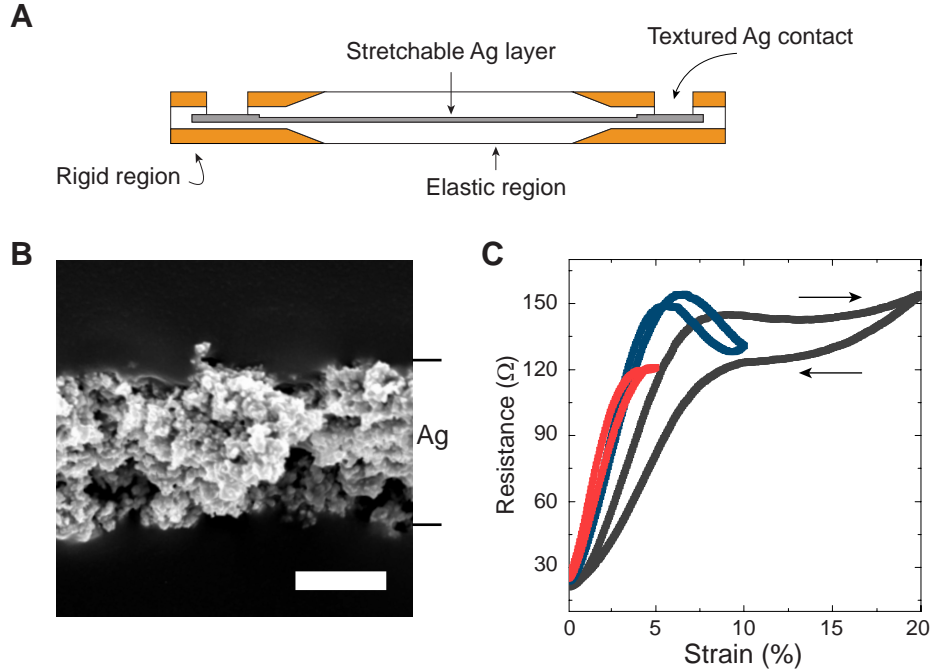 A
Textured Ag contact
Stretchable Ag layer
Rigid region
Elastic region
B
Ag
C
150
120
90
60
30
Resistance (Ω)
0 5 10 15 20
Strain (%)